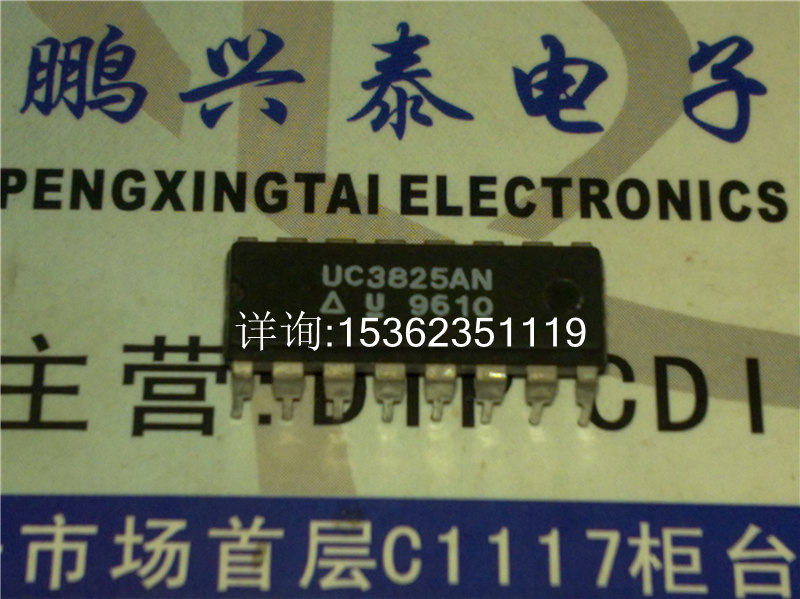 鹏兴泰电子
PENGXINGTAI ELECTRONICS
UC3825AN
U 9610
详询:15362351119
主营:DIP CDI
市场首层C1117柜台